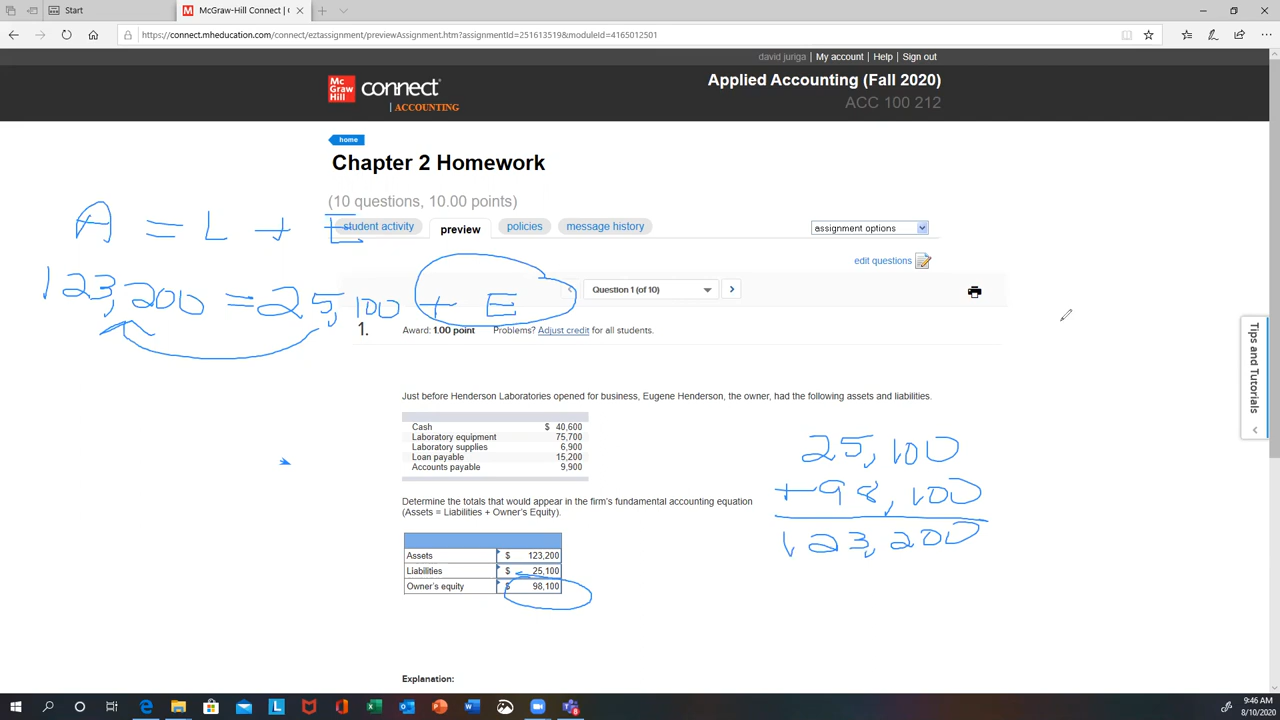 Start
McGraw-Hill Connect | (
https://connect.mheducation.com/connect/eztassignment/previewAssignment.htm?assignmentId=251613519&moduleId=4165012501
david juriga | My account | Help | Sign out
Mc Graw Hill connect
| ACCOUNTING
Applied Accounting (Fall 2020)
ACC 100 212
home
Chapter 2 Homework
(10 questions, 10.00 points)
A = L + E
student activity preview policies message history assignment options
edit questions
123,200 = 25,100 + E
Question 1 (of 10)
1. Award: 1.00 point Problems? Adjust credit for all students.
Tips and Tutorials
Just before Henderson Laboratories opened for business, Eugene Henderson, the owner, had the following assets and liabilities.
Cash $ 40,600
Laboratory equipment 75,700
Laboratory supplies 6,900
Loan payable 15,200
Accounts payable 9,900
25,100
+98,100
123,200
Determine the totals that would appear in the firm's fundamental accounting equation
(Assets = Liabilities + Owner's Equity).
Assets $ 123,200
Liabilities $ 25,100
Owner's equity $ 98,100
Explanation:
9:46 AM
8/10/2020